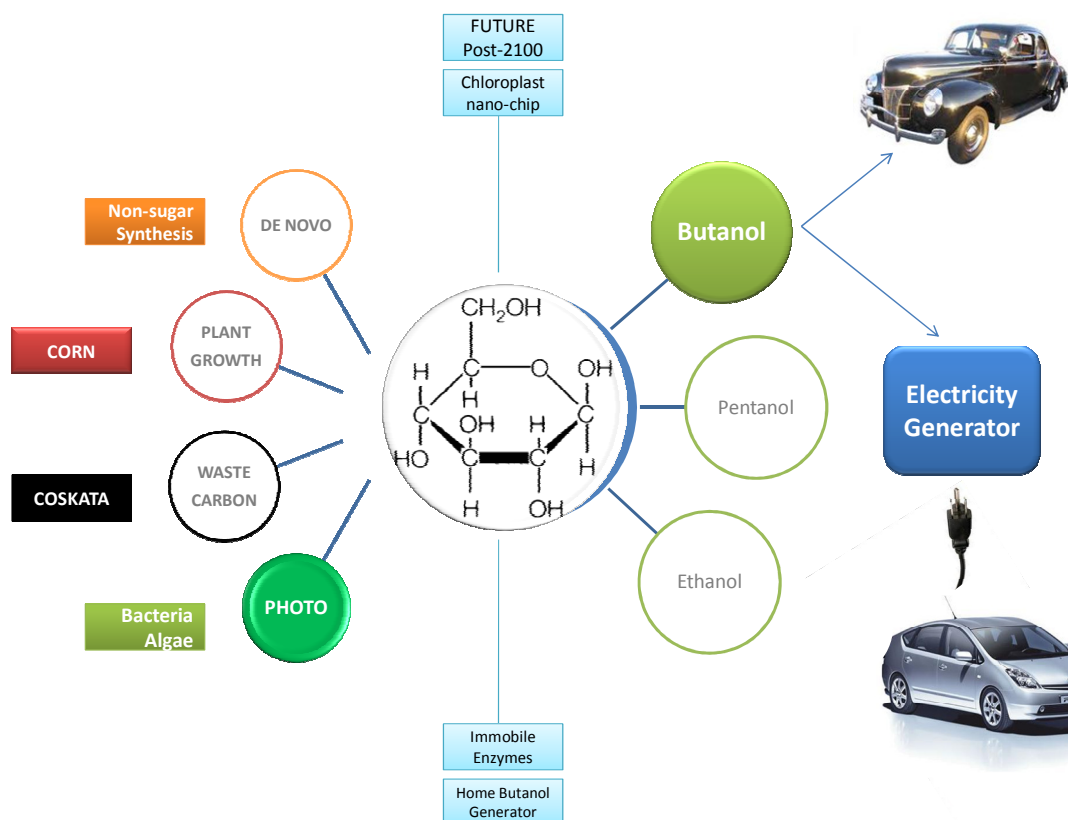 FUTURE
Post-2100
Chloroplast
nano-chip
Non-sugar
Synthesis
DE NOVO
CORN
PLANT
GROWTH
COSKATA
WASTE
CARBON
Bacteria
Algae
PHOTO
CH₂OH
H
C
O
OH
H
H
C
OH
H
C
HO
C
C
H
H
OH
Butanol
Pentanol
Ethanol
Electricity
Generator
Immobile
Enzymes
Home Butanol
Generator